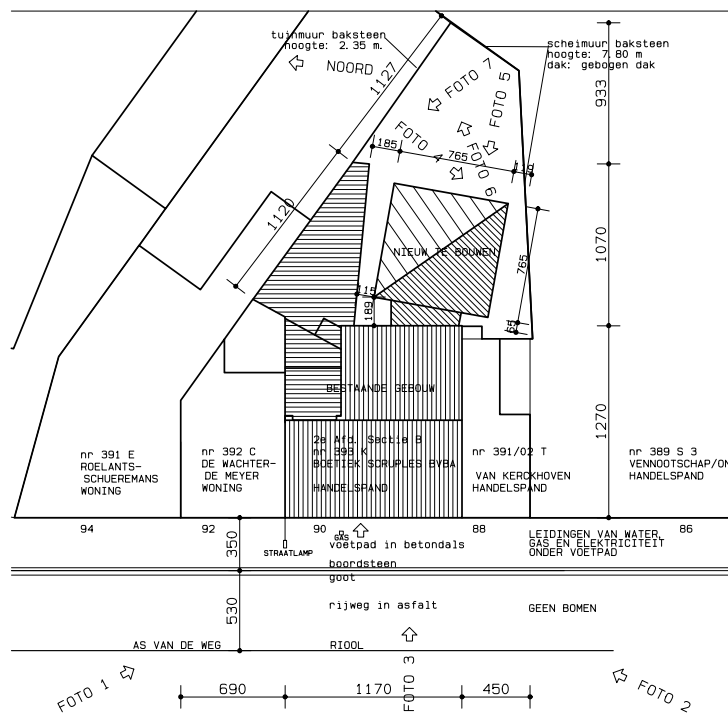 tuinmuur baksteen
hoogte: 2.35 m.
NOORD
scheimuur baksteen
hoogte: 7.80 m
dak: gebogen dak
1127
FOTO 7
FOTO 5
933
FOTO 4
185
765
FOTO 6
1120
NIEUW TE BOUWEN
765
1070
115
189
65
BESTAANDE GEBOUW
1270
nr 391 E
ROELANTS-
SCHUEREMANS
WONING
nr 392 C
DE WACHTER-
DE MEYER
WONING
2e Afd. Sectie B
nr 393 K
BOETIEK SCRUPLES BVBA
HANDELSPAND
nr 391/02 T
VAN KERCKHOVEN
HANDELSPAND
nr 389 S 3
VENNOOTSCHAP/ON
HANDELSPAND
94
92
90
88
86
350
STRAATLAMP
GAS
voetpad in betondals
LEIDINGEN VAN WATER,
GAS EN ELEKTRICITEIT
ONDER VOETPAD
boordsteen
goot
530
rijweg in asfalt
GEEN BOMEN
AS VAN DE WEG
RIOOL
FOTO 1
FOTO 3
FOTO 2
690
1170
450